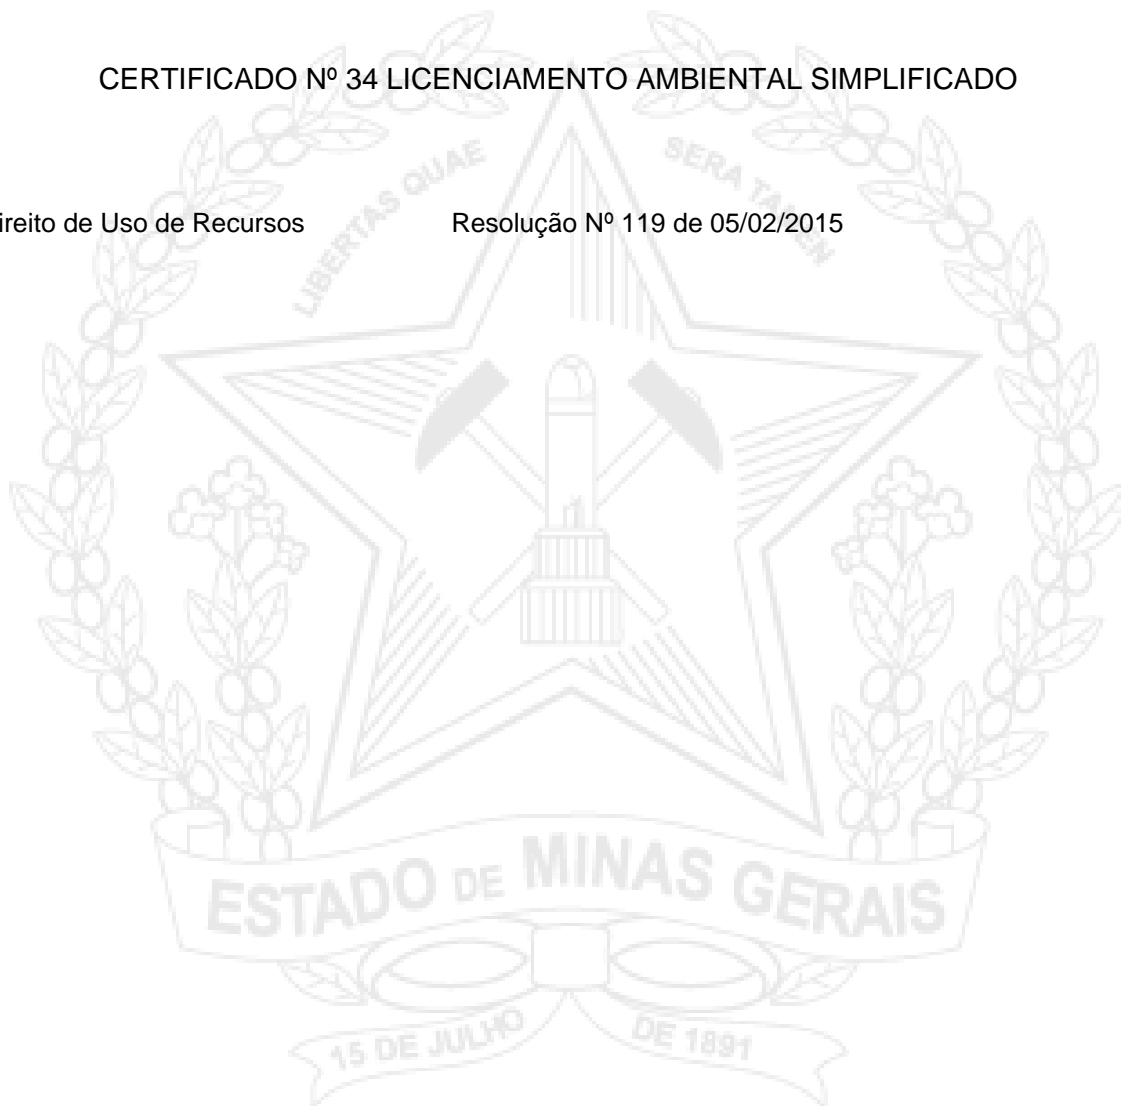 CERTIFICADO Nº 34 LICENCIAMENTO AMBIENTAL SIMPLIFICADO
LIBERTAS QUAE SERA TAMEN
ireito de Uso de Recursos Resolução Nº 119 de 05/02/2015
ESTADO DE MINAS GERAIS
15 DE JULHO DE 1891